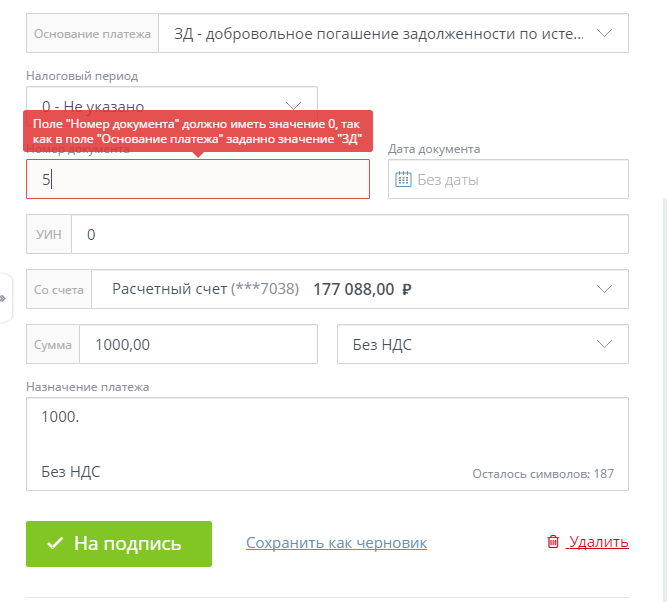 Основание платежа ЗД - добровольное погашение задолженности по исте...
Налоговый период
0 - Не указано
Поле "Номер документа" должно иметь значение 0, так
как в поле "Основание платежа" заданно значение "ЗД"
Номер документа Дата документа
5 Без даты
УИН 0
Со счета Расчетный счет (***7038) 177 088,00 ₽
Сумма 1000,00 Без НДС
Назначение платежа
1000.
Без НДС
Осталось символов: 187
На подпись Сохранить как черновик Удалить